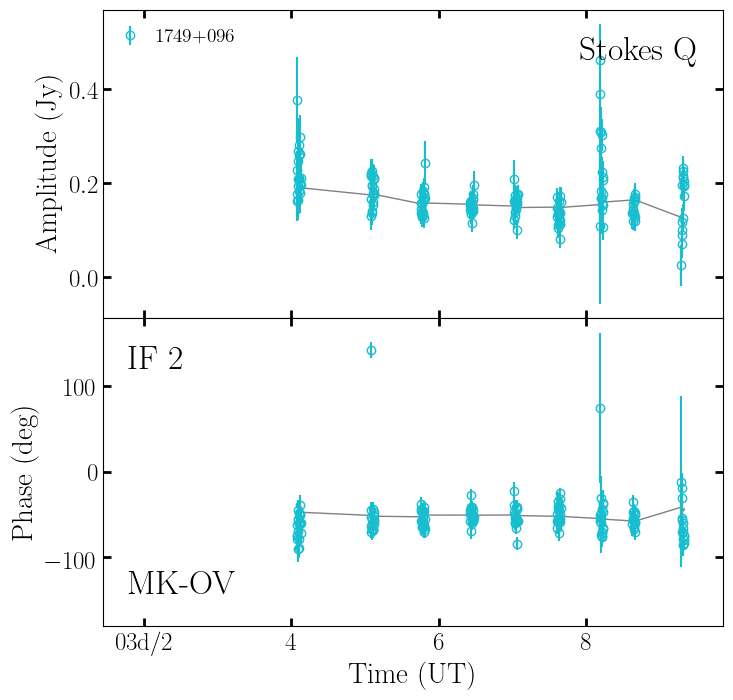 1749+096
Stokes Q
Amplitude (Jy)
0.4
0.2
0.0
IF 2
Phase (deg)
100
0
−100
MK-OV
03d/2
4
6
8
Time (UT)